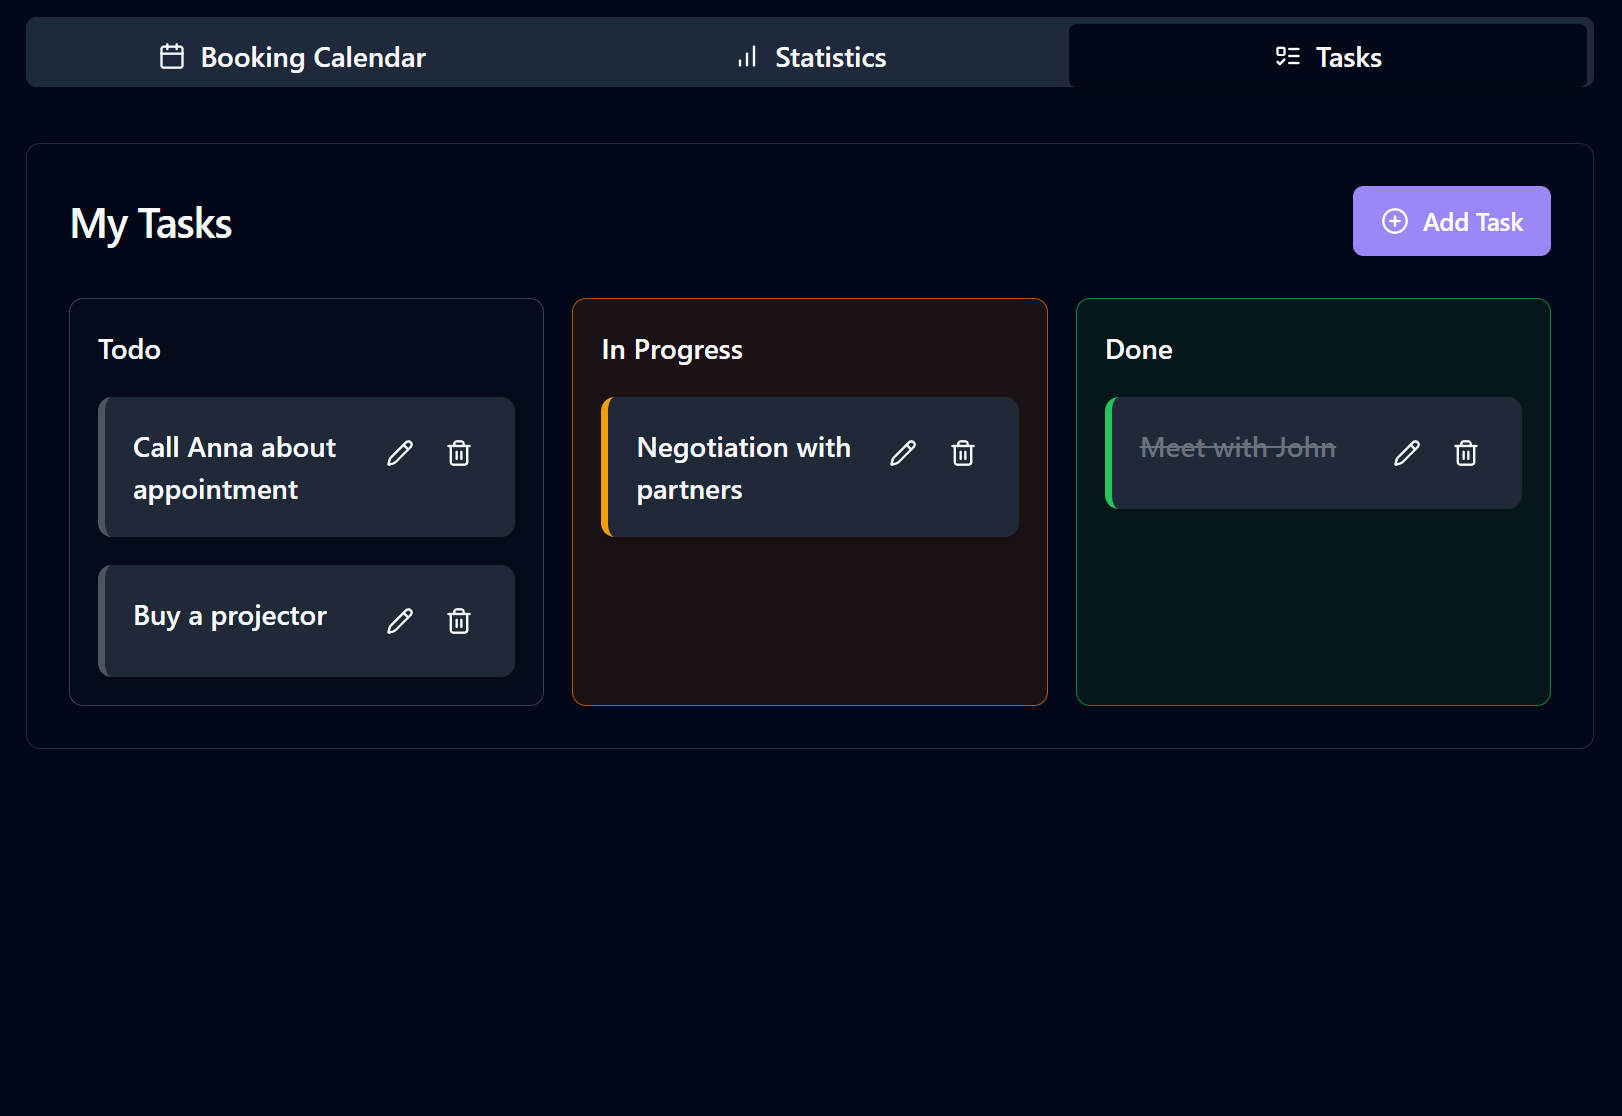 Booking Calendar
Statistics
Tasks
My Tasks
Add Task
Todo
Call Anna about
appointment
Buy a projector
In Progress
Negotiation with
partners
Done
Meet with John